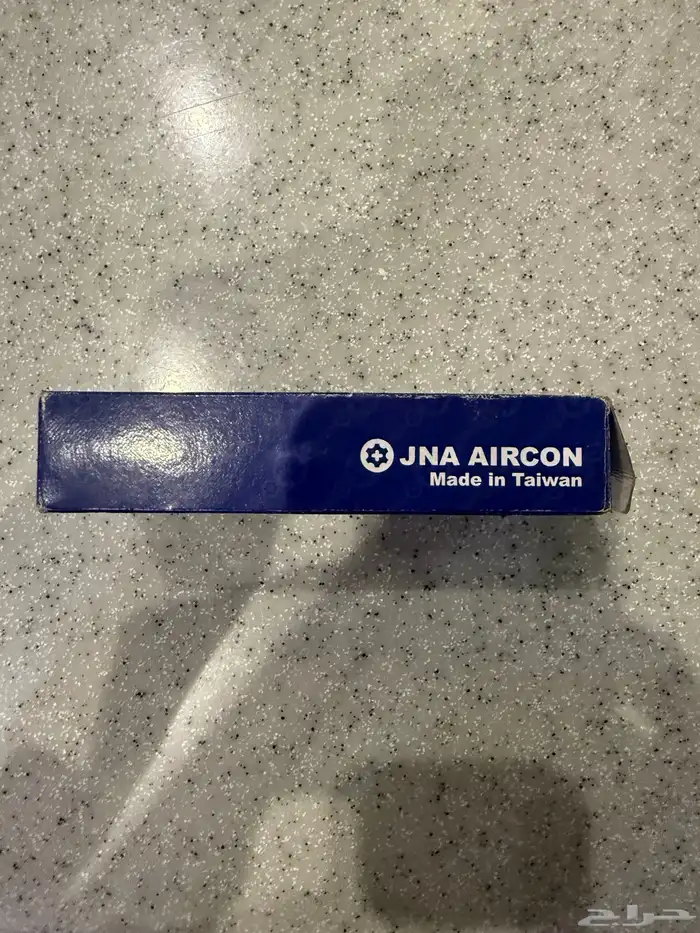 JNA AIRCON
Made in Taiwan
حراج